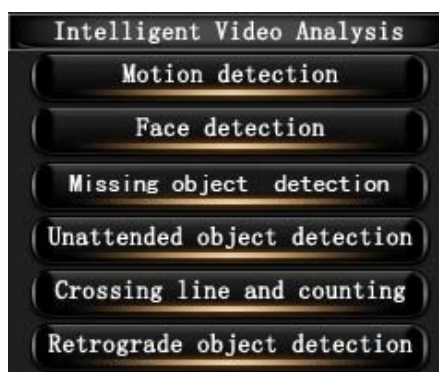 Intelligent Video Analysis
Motion detection
Face detection
Missing object detection
Unattended object detection
Crossing line and counting
Retrograde object detection